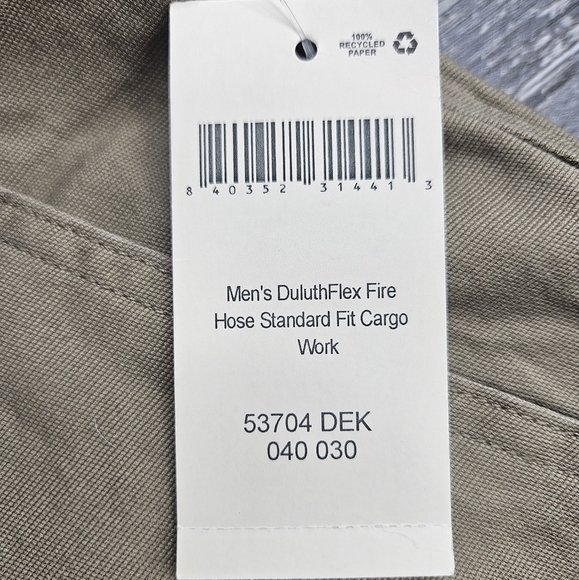 100%
RECYCLED
PAPER
8 40352 31441 3
Men's DuluthFlex Fire
Hose Standard Fit Cargo
Work
53704 DEK
040 030